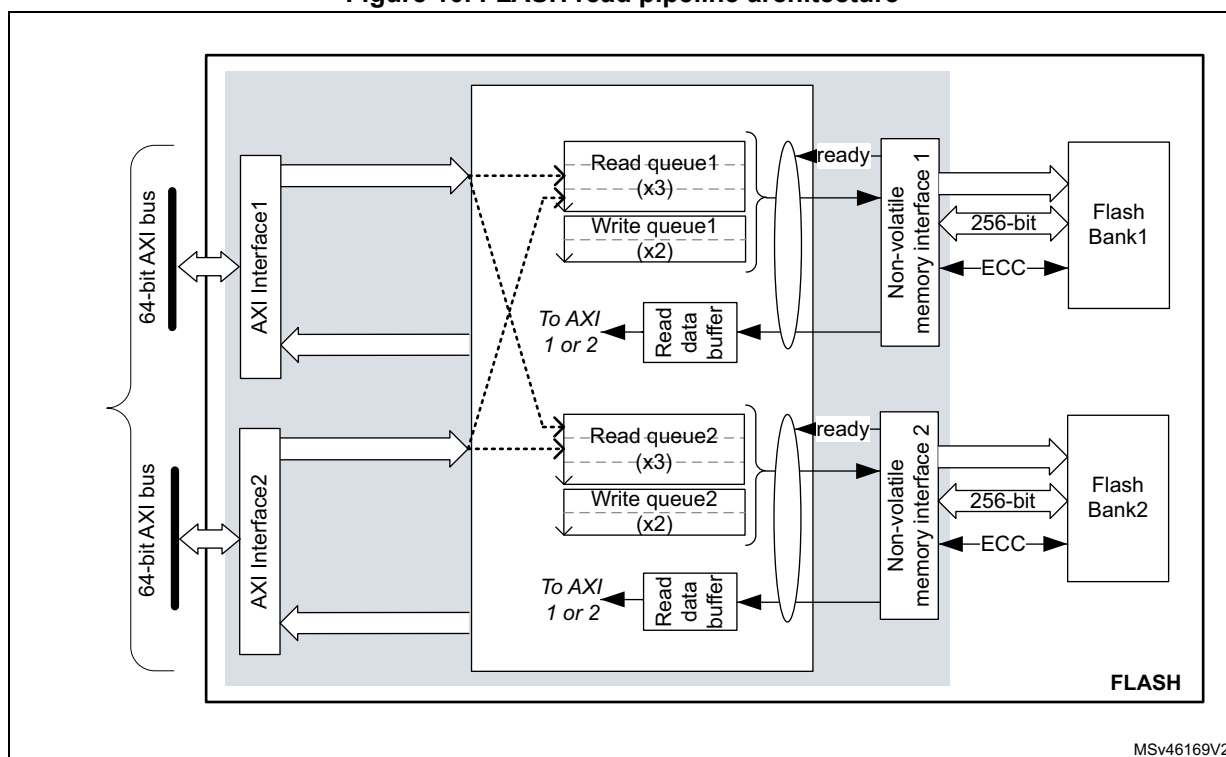 Figure FLASH read pipeline architecture
64-bit AXI bus
AXI Interface1
Read queue1
(x3)
Write queue1
(x2)
To AXI
1 or 2
Read
data
buffer
ready
Non-volatile
memory interface 1
256-bit
ECC
Flash
Bank1
64-bit AXI bus
AXI Interface2
Read queue2
(x3)
Write queue2
(x2)
To AXI
1 or 2
Read
data
buffer
ready
Non-volatile
memory interface 2
256-bit
ECC
Flash
Bank2
FLASH
MSv46169V2